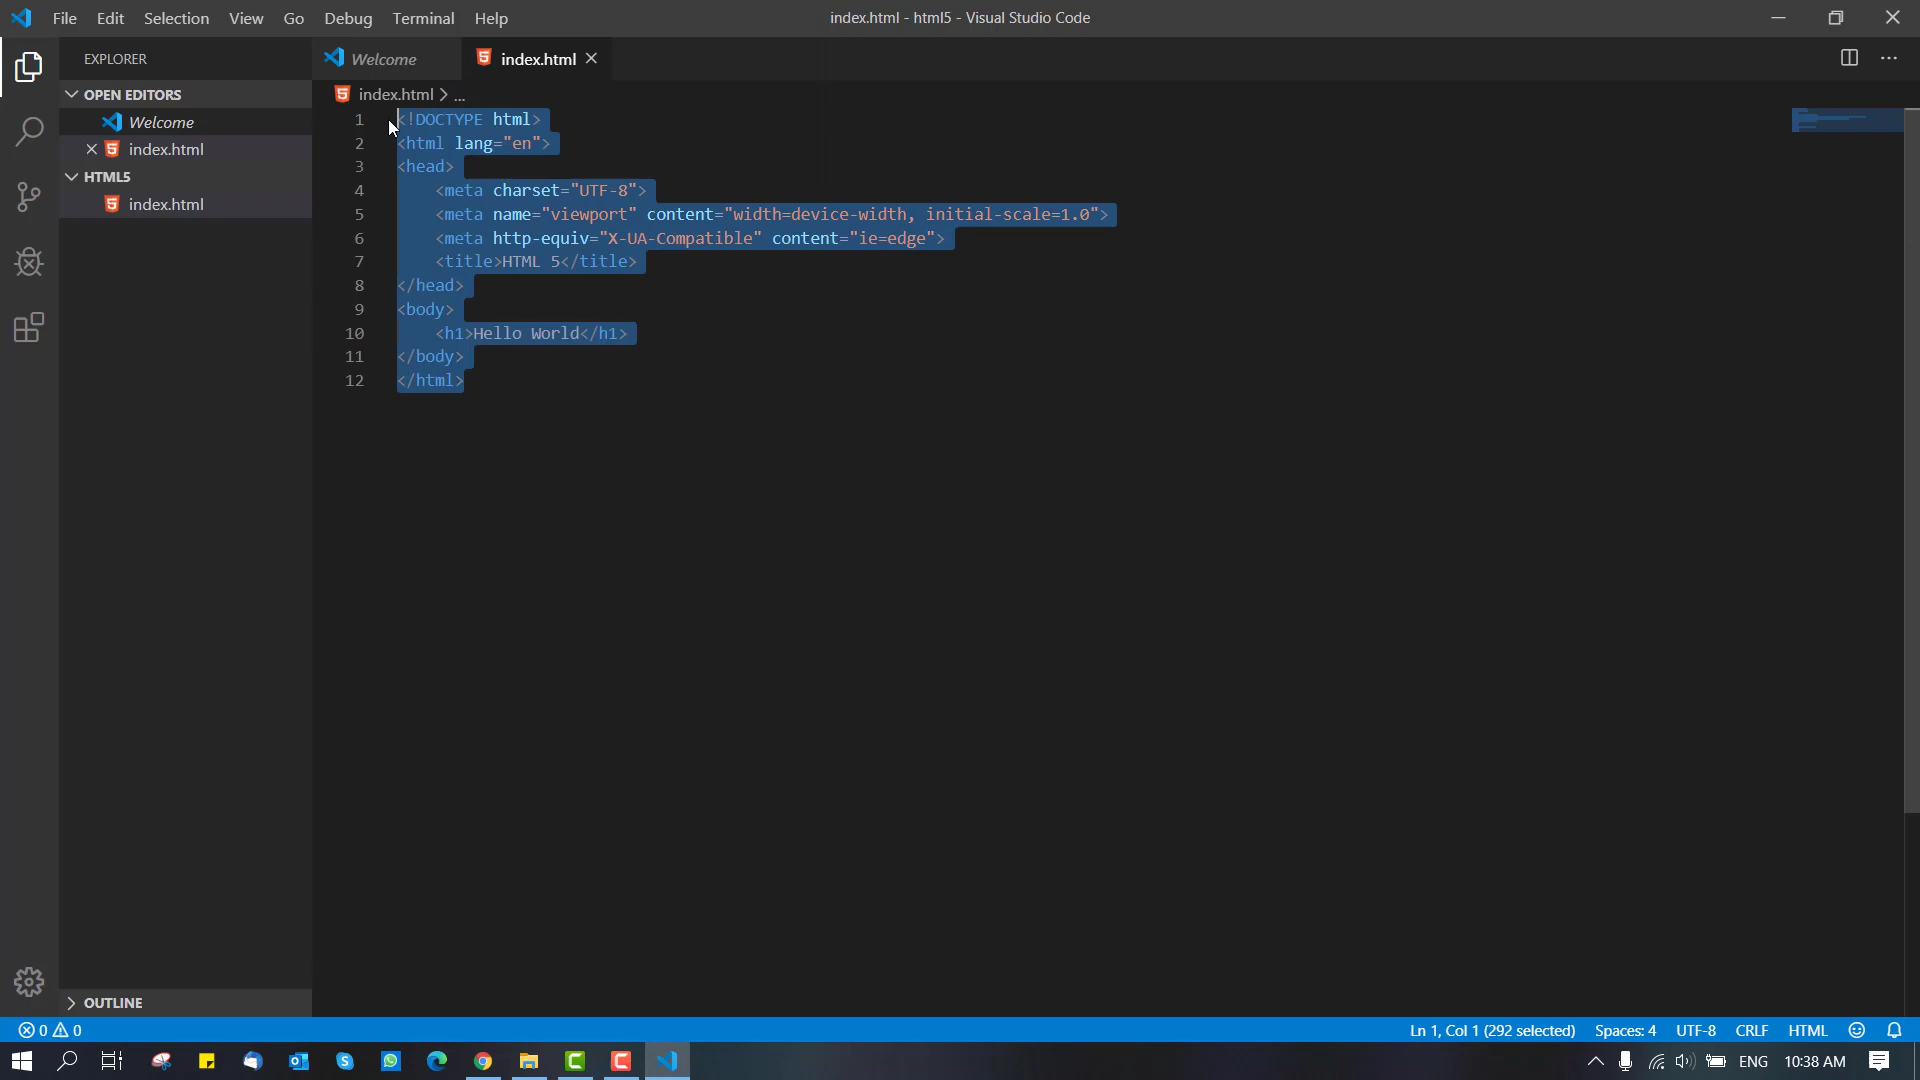 File Edit Selection View Go Debug Terminal Help
index.html - html5 - Visual Studio Code
EXPLORER
OPEN EDITORS
Welcome
index.html
HTML5
index.html
OUTLINE
Welcome
index.html
index.html > ...
1 <!DOCTYPE html>
2 <html lang="en">
3 <head>
4 <meta charset="UTF-8">
5 <meta name="viewport" content="width=device-width, initial-scale=1.0">
6 <meta http-equiv="X-UA-Compatible" content="ie=edge">
7 <title>HTML 5</title>
8 </head>
9 <body>
10 <h1>Hello World</h1>
11 </body>
12 </html>
0 0
Ln 1, Col 1 (292 selected) Spaces: 4 UTF-8 CRLF HTML
ENG 10:38 AM